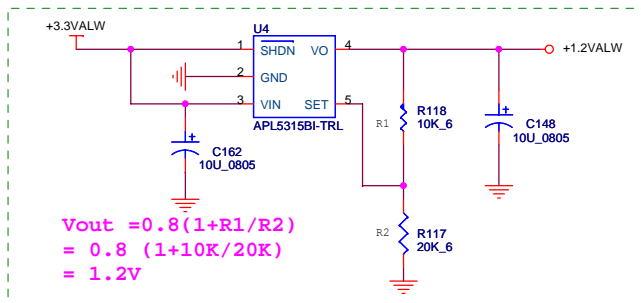 +3.3VALW
U4
1 SHDN VO 4
+1.2VALW
2 GND
3 VIN SET 5
APL5315BI-TRL
R1
R118
10K_6
C148
10U_0805
C162
10U_0805
R2
R117
20K_6
Vout =0.8(1+R1/R2)
= 0.8 (1+10K/20K)
= 1.2V